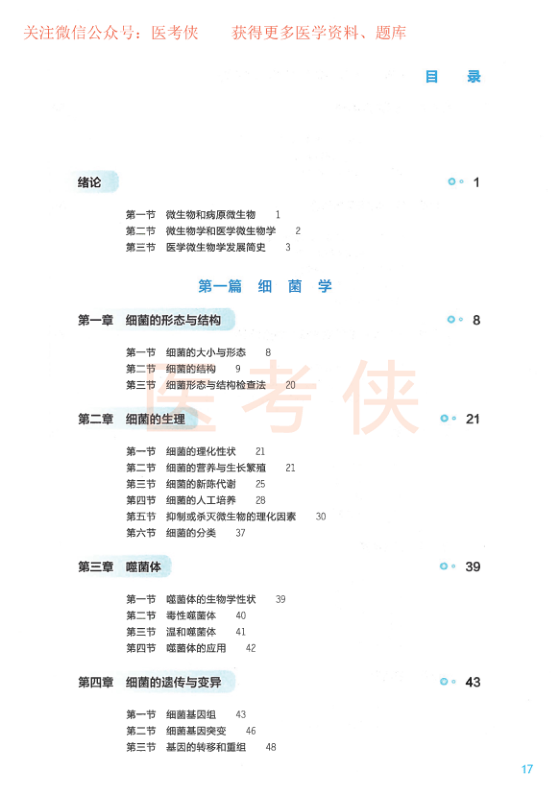 关注微信公众号：医考侠 获得更多医学资料、题库
目 录
绪论 1
第一节 微生物和病原微生物 1
第二节 微生物学和医学微生物学 2
第三节 医学微生物学发展简史 3
第一篇 细 菌 学
第一章 细菌的形态与结构 8
第一节 细菌的大小与形态 8
第二节 细菌的结构 9
第三节 细菌形态与结构检查法 20
医考侠
第二章 细菌的生理 21
第一节 细菌的理化性状 21
第二节 细菌的营养与生长繁殖 21
第三节 细菌的新陈代谢 25
第四节 细菌的人工培养 28
第五节 抑制或杀灭微生物的理化因素 30
第六节 细菌的分类 37
第三章 噬菌体 39
第一节 噬菌体的生物学性状 39
第二节 毒性噬菌体 40
第三节 温和噬菌体 41
第四节 噬菌体的应用 42
第四章 细菌的遗传与变异 43
第一节 细菌基因组 43
第二节 细菌基因突变 46
第三节 基因的转移和重组 48
17